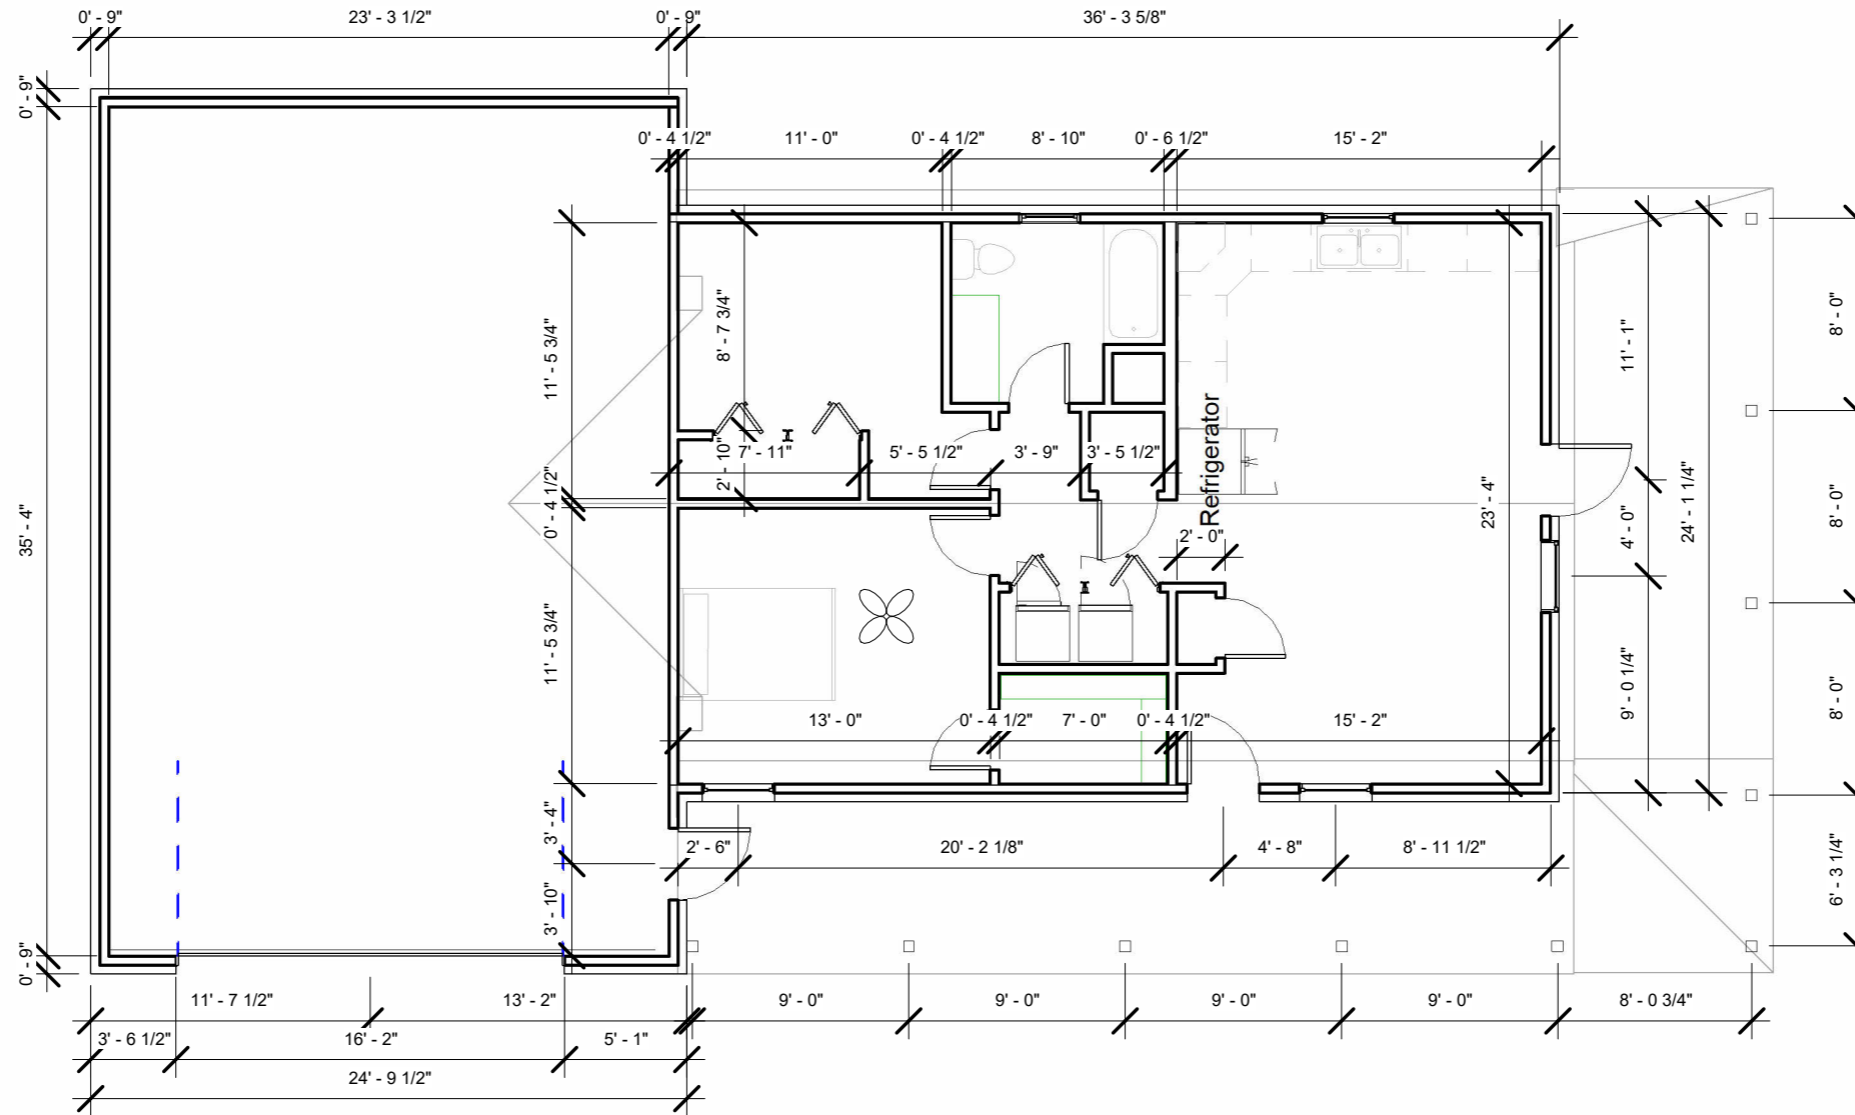 0' - 9"
23' - 3 1/2"
0' - 9"
36' - 3 5/8"
0' - 9"
0' - 4 1/2"
11' - 0"
0' - 4 1/2"
8' - 10"
0' - 6 1/2"
15' - 2"
11' - 5 3/4"
8' - 7 3/4"
11' - 1"
8' - 0"
Refrigerator
7' - 11"
5' - 5 1/2"
3' - 9"
3' - 5 1/2"
2' - 10"
35' - 4"
0' - 4 1/2"
23' - 4"
4' - 0"
24' - 1 1/4"
8' - 0"
2' - 0"
11' - 5 3/4"
9' - 0 1/4"
8' - 0"
13' - 0"
0' - 4 1/2"
7' - 0"
0' - 4 1/2"
15' - 2"
3' - 4"
2' - 6"
20' - 2 1/8"
4' - 8"
8' - 11 1/2"
6' - 3 1/4"
3' - 10"
0' - 9"
11' - 7 1/2"
13' - 2"
9' - 0"
9' - 0"
9' - 0"
9' - 0"
8' - 0 3/4"
3' - 6 1/2"
16' - 2"
5' - 1"
24' - 9 1/2"